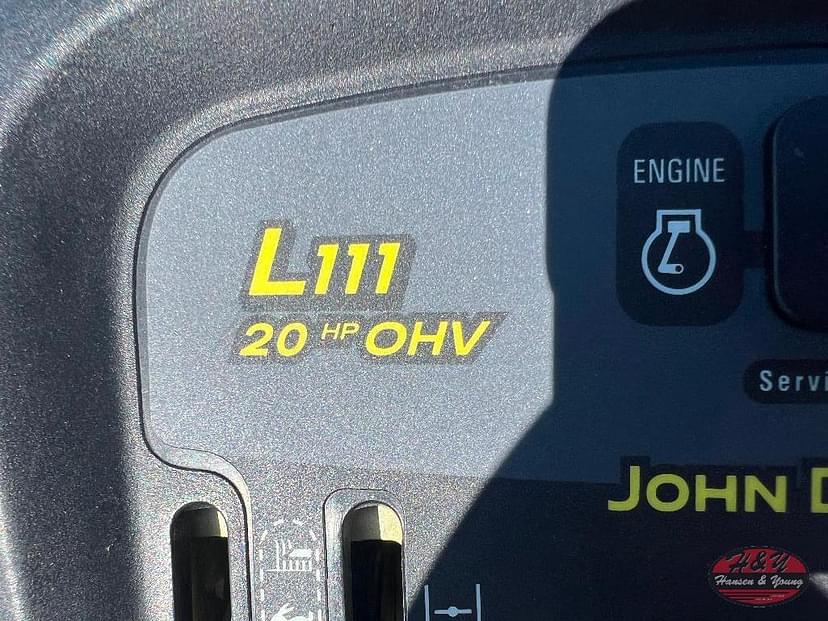 ENGINE
L111
20 HP OHV
Servi
JOHN D
H&Y
Hansen & Young